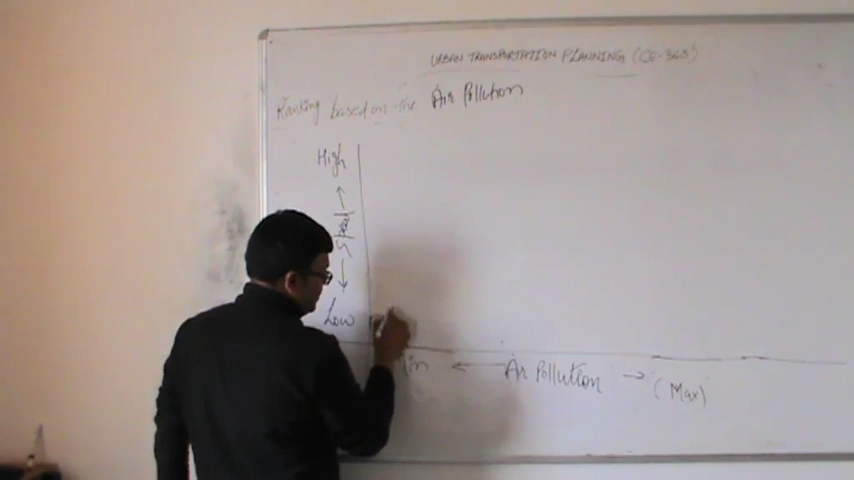 URBAN TRANSPORTATION PLANNING (CE-363)
Ranking based on the Air Pollution
High
Low
Air Pollution
(Max)